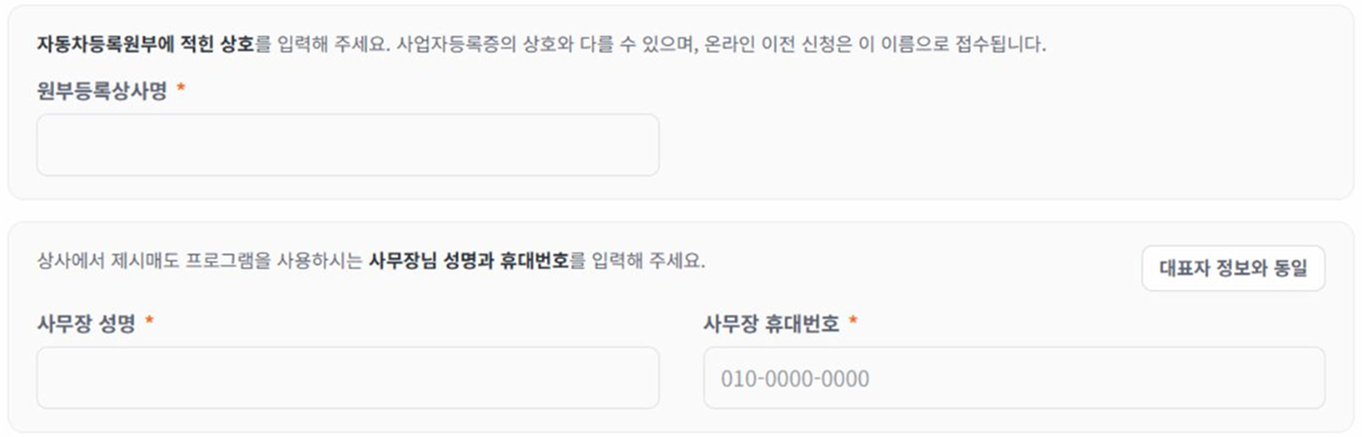 자동차등록원부에 적힌 상호를 입력해 주세요. 사업자등록증의 상호와 다를 수 있으며, 온라인 이전 신청은 이 이름으로 접수됩니다.
원부등록상사명 *
상사에서 제시매도 프로그램을 사용하시는 사무장님 성명과 휴대번호를 입력해 주세요.
대표자 정보와 동일
사무장 성명 *
사무장 휴대번호 *
010-0000-0000